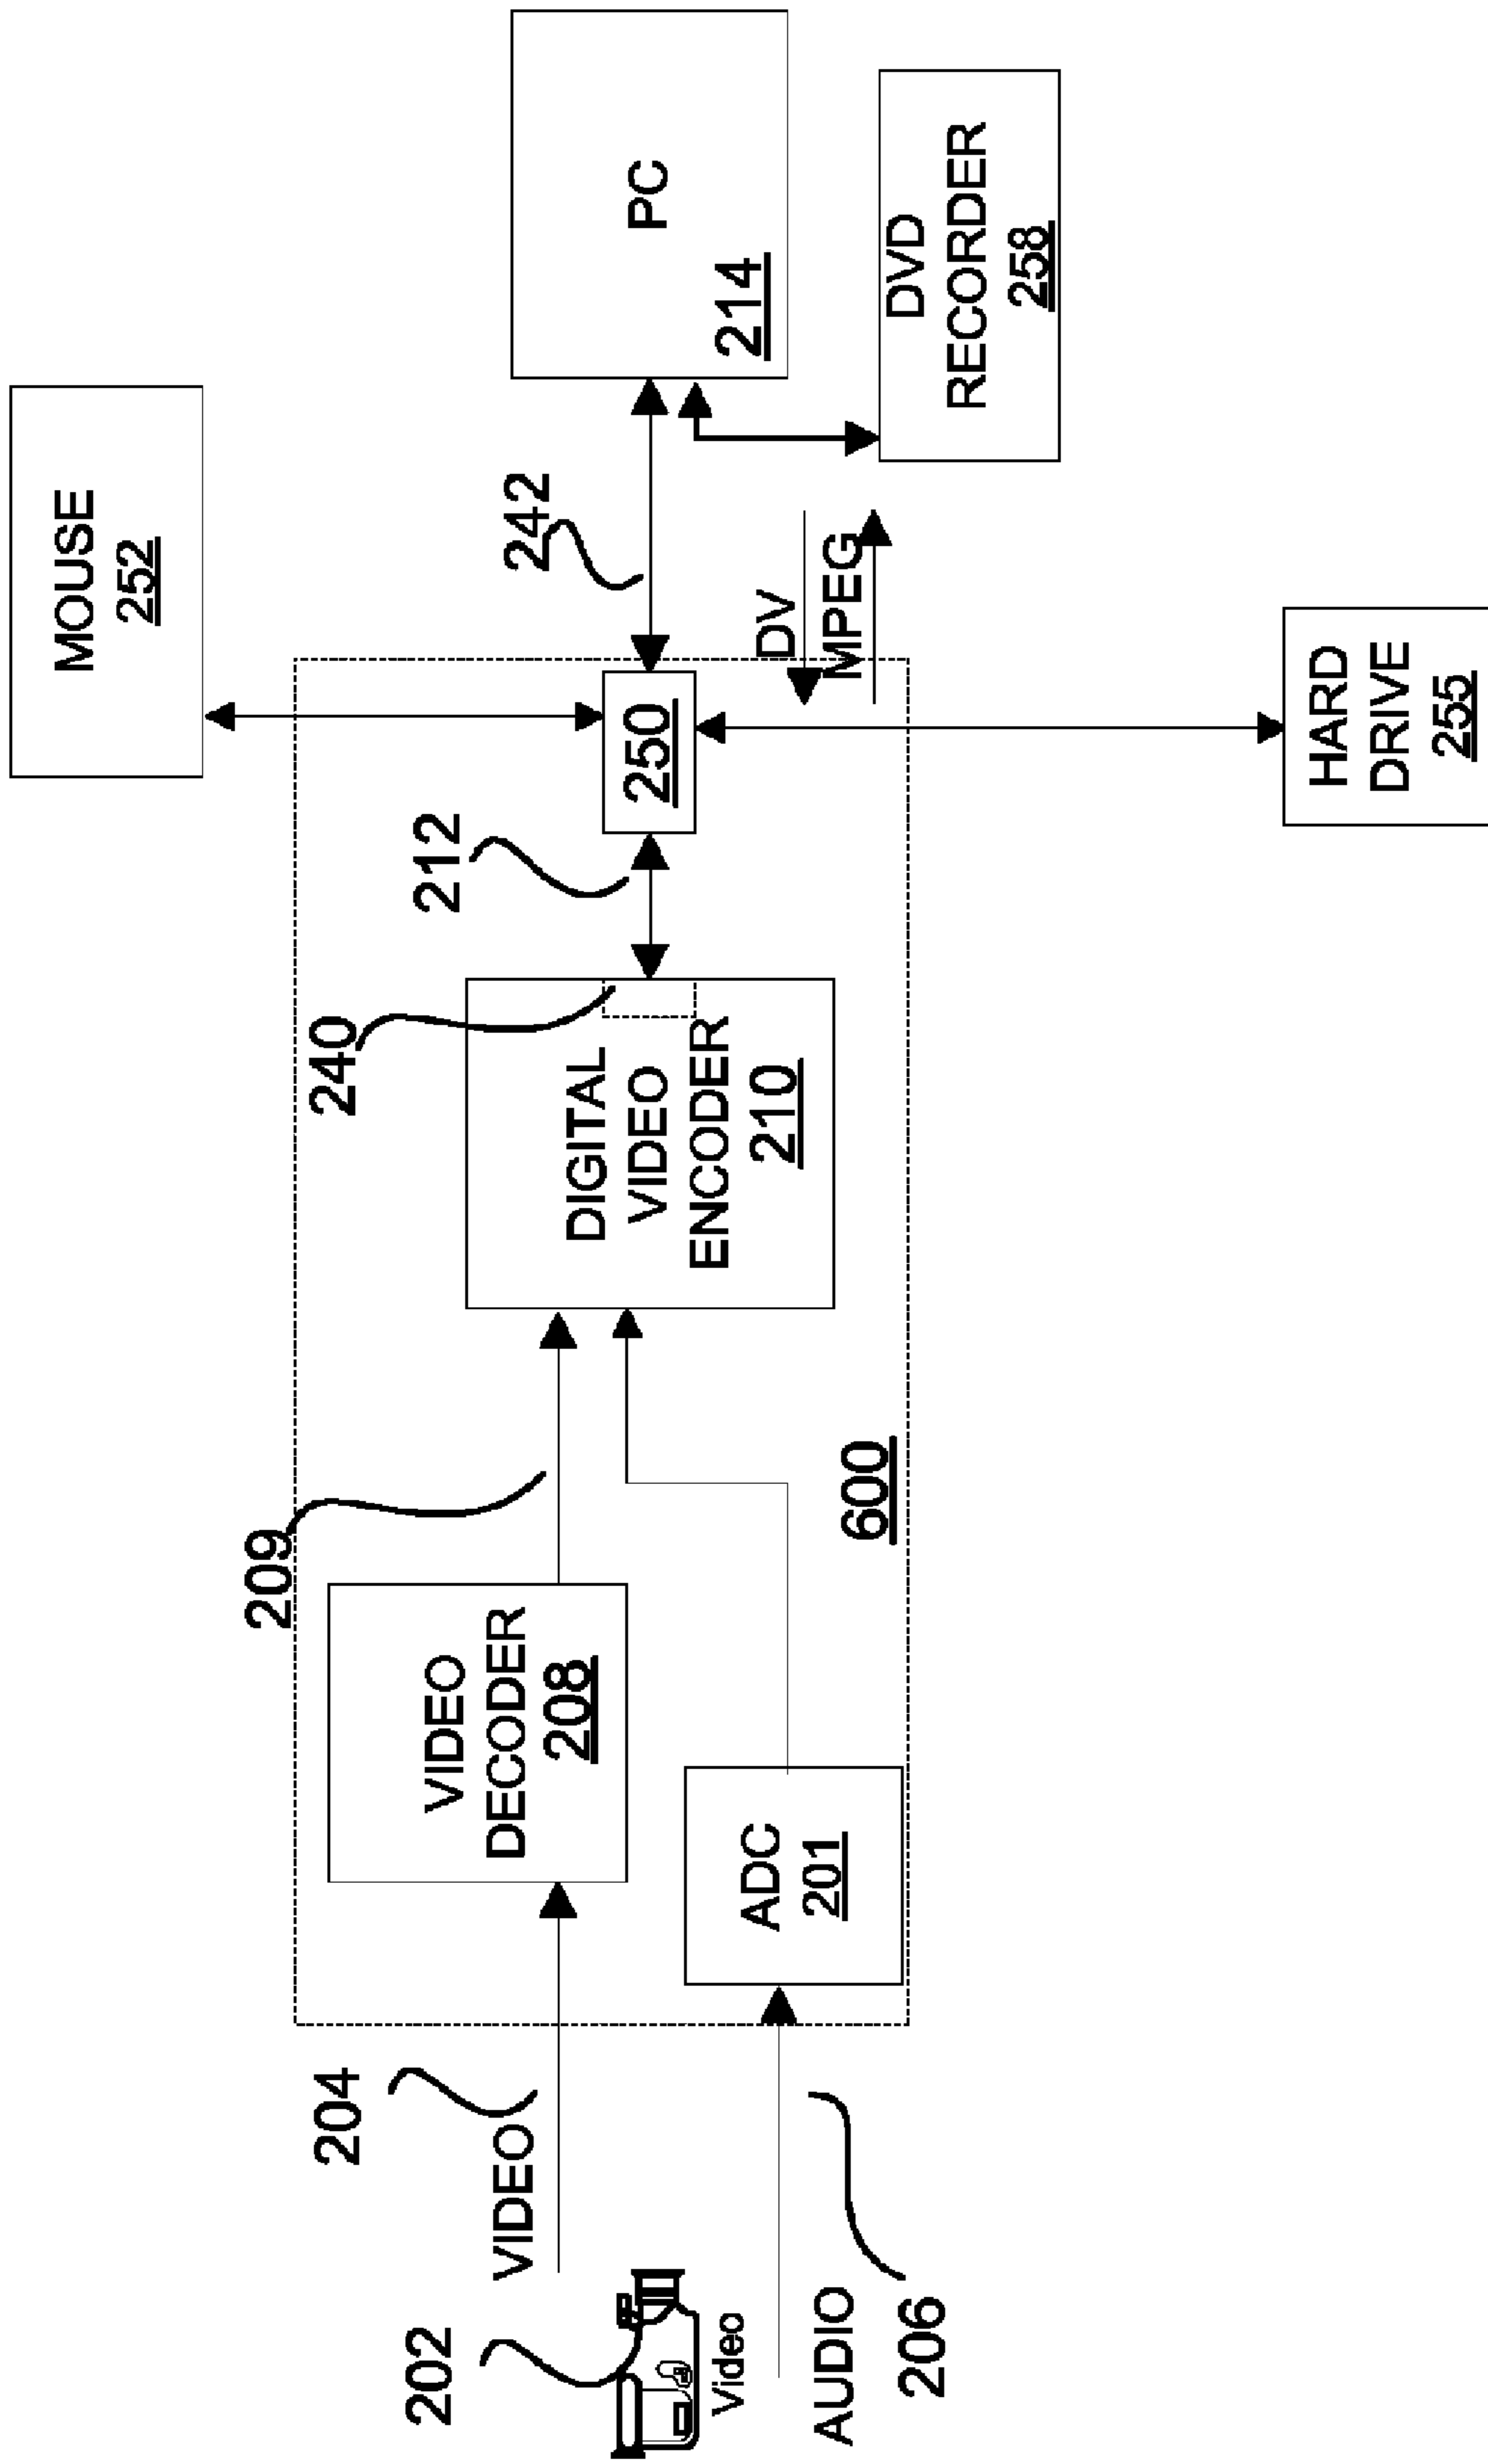 MOUSE
252
PC
214
242
DVD
RECORDER
258
DV
MPEG
250
212
240
DIGITAL
VIDEO
ENCODER
210
HARD
DRIVE
255
209
VIDEO
DECODER
208
ADC
201
600
204
VIDEO
202
Video
AUDIO
206